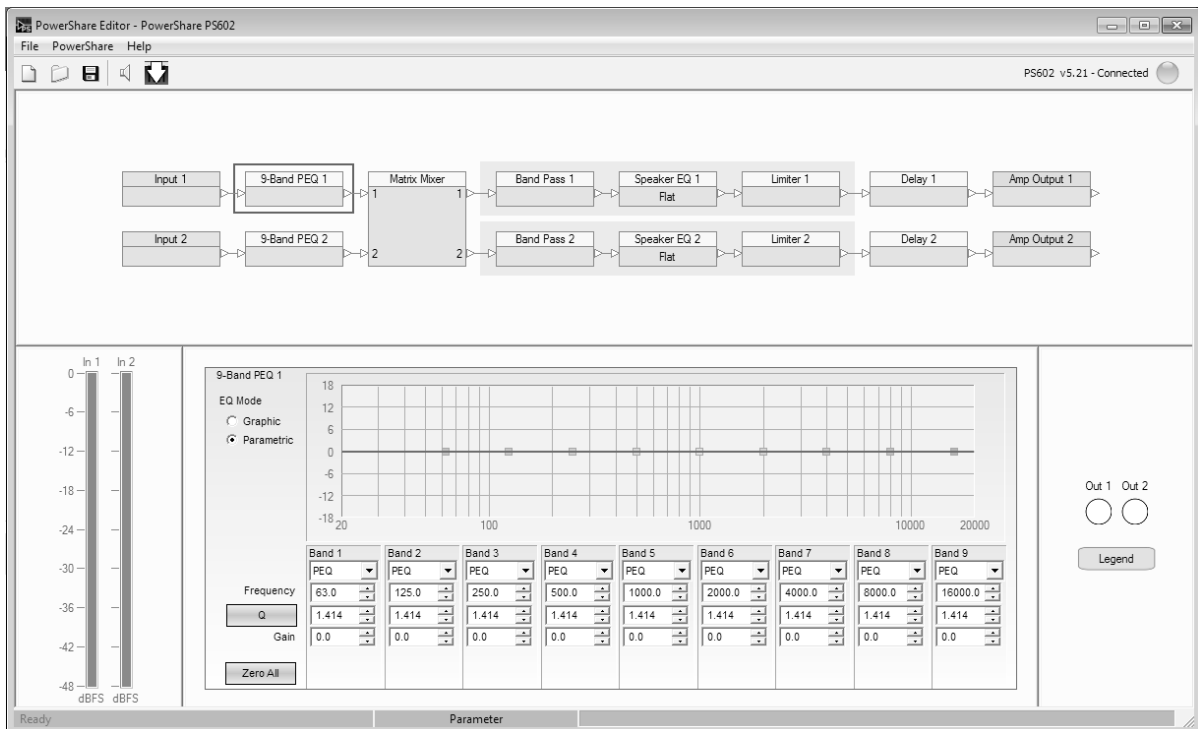 PowerShare Editor - PowerShare PS602
File PowerShare Help
PS602 v5.21 - Connected
Input 1 9-Band PEQ 1 Matrix Mixer Band Pass 1 Speaker EQ 1 Limiter 1 Delay 1 Amp Output 1
1 1 Flat
Input 2 9-Band PEQ 2 Band Pass 2 Speaker EQ 2 Limiter 2 Delay 2 Amp Output 2
2 2 Flat
In 1 In 2
0
-6
-12
-18
-24
-30
-36
-42
-48
dBFS dBFS
9-Band PEQ 1
EQ Mode
Graphic
Parametric
18
12
6
0
-6
-12
-18
20 100 1000 10000 20000
Band 1 Band 2 Band 3 Band 4 Band 5 Band 6 Band 7 Band 8 Band 9
PEQ PEQ PEQ PEQ PEQ PEQ PEQ PEQ PEQ
Frequency 63.0 125.0 250.0 500.0 1000.0 2000.0 4000.0 8000.0 16000.0
Q 1.414 1.414 1.414 1.414 1.414 1.414 1.414 1.414 1.414
Gain 0.0 0.0 0.0 0.0 0.0 0.0 0.0 0.0 0.0
Zero All
Out 1 Out 2
Legend
Ready Parameter